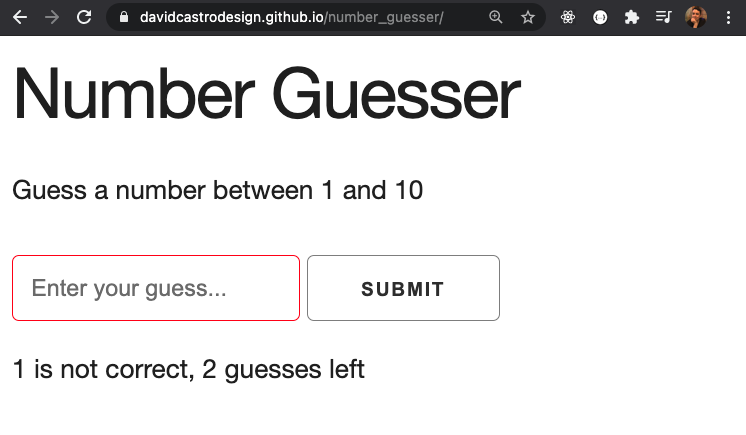 davidcastrodesign.github.io/number_guesser/
Number Guesser
Guess a number between 1 and 10
Enter your guess...
SUBMIT
1 is not correct, 2 guesses left